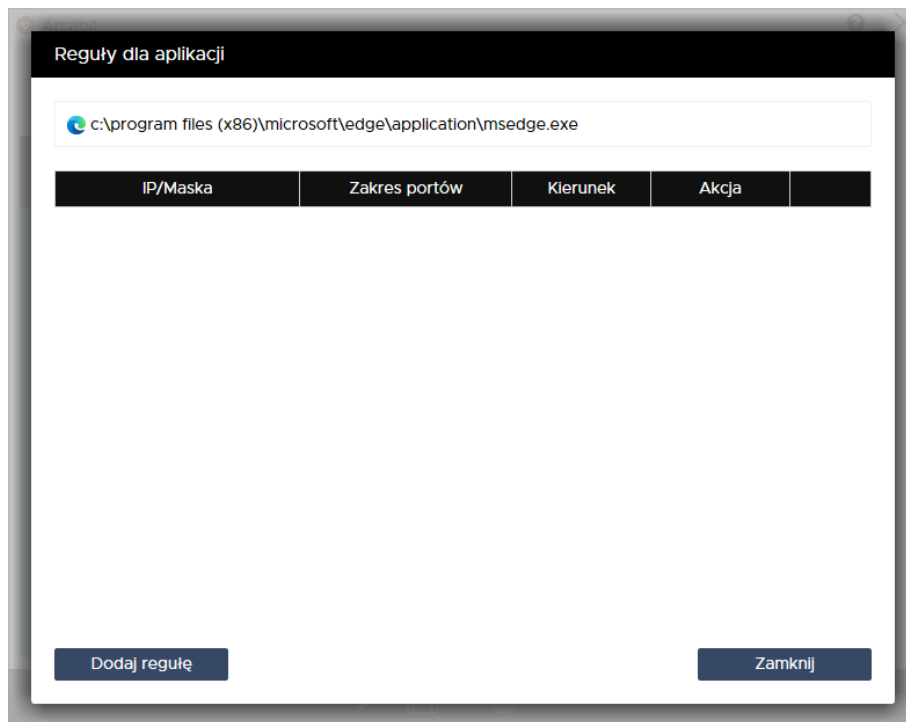 Arcabit
Reguły dla aplikacji
c:\program files (x86)\microsoft\edge\application\msedge.exe
IP/Maska Zakres portów Kierunek Akcja
Dodaj regułę Zamknij